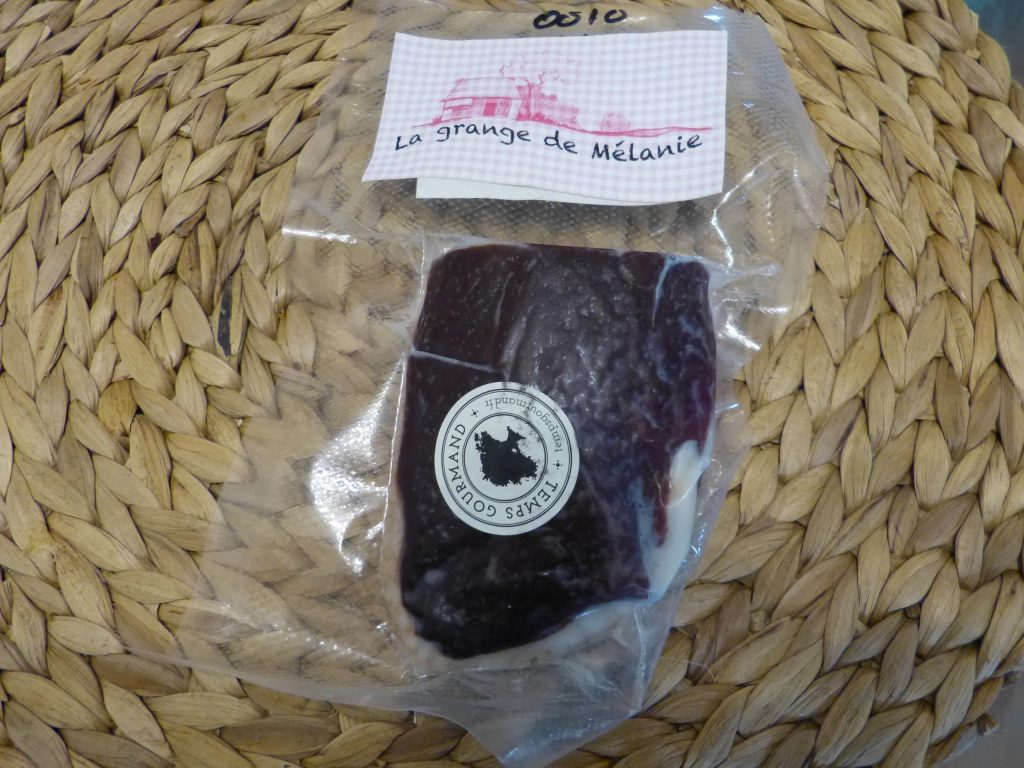 0010
La grange de Mélanie
TEMPS GOURMAND
tempsgourmand.fr